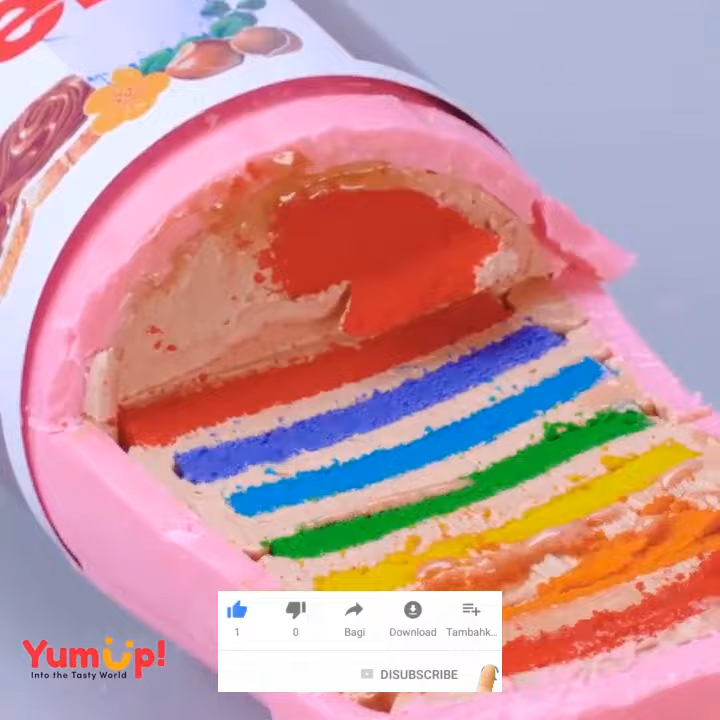 YumUp!
Into the Tasty World
1
0
Bagi
Download
Tambahk...
DISUBSCRIBE